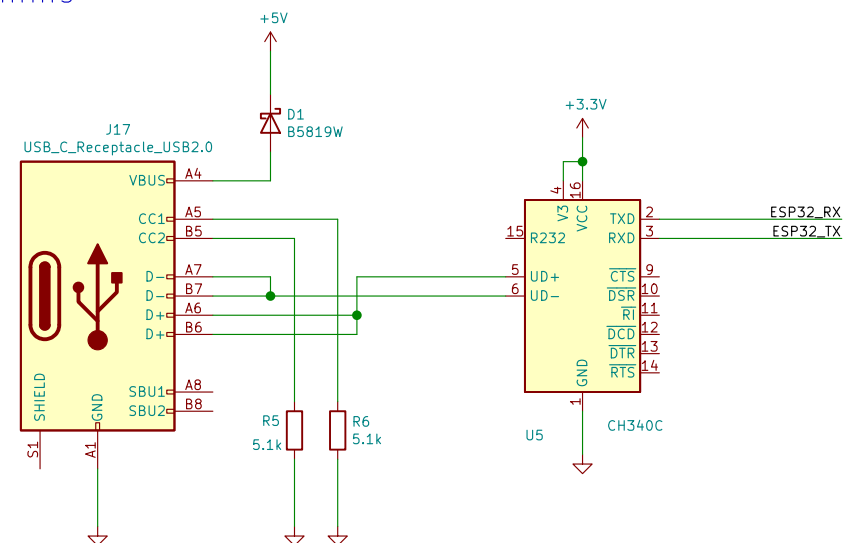 +5V
D1
B5819W
J17
USB_C_Receptacle_USB2.0
VBUS A4
CC1 A5
CC2 B5
D- A7
D- B7
D+ A6
D+ B6
SBU1 A8
SBU2 B8
SHIELD
GND
S1
A1
R5
5.1k
R6
5.1k
+3.3V
4
16
V3
VCC
15 R232
5 UD+
6 UD-
TXD 2 ESP32_RX
RXD 3 ESP32_TX
CTS 9
DSR 10
RI 11
DCD 12
DTR 13
RTS 14
GND
1
U5
CH340C